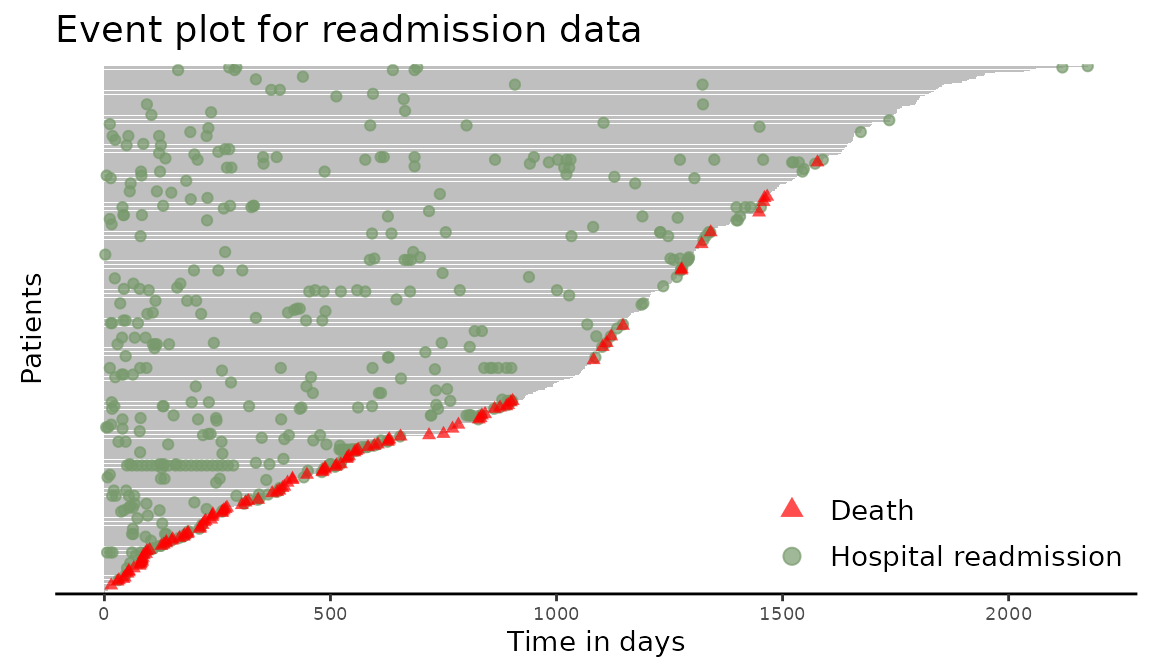 Event plot for readmission data
Patients
Death
Hospital readmission
0 500 1000 1500 2000
Time in days